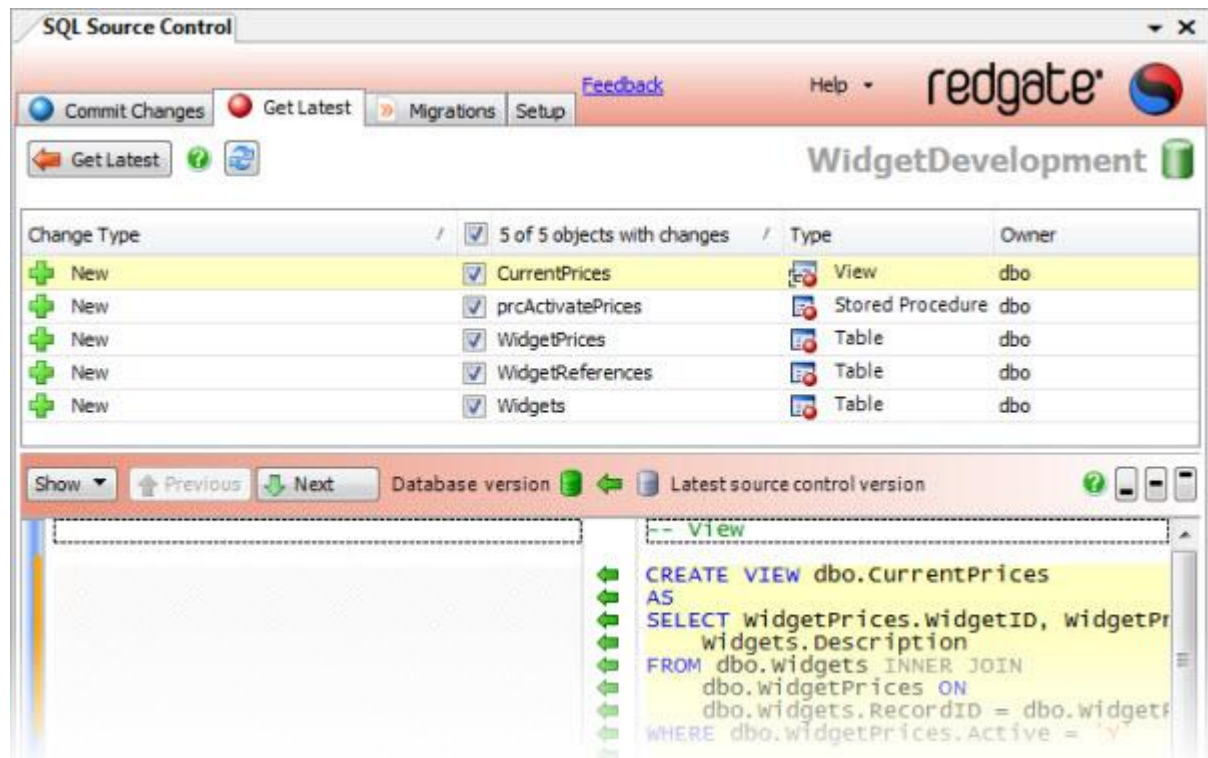 SQL Source Control
Feedback Help redgate
Commit Changes Get Latest Migrations Setup
Get Latest WidgetDevelopment
Change Type 5 of 5 objects with changes Type Owner
New CurrentPrices View dbo
New prcActivatePrices Stored Procedure dbo
New WidgetPrices Table dbo
New WidgetReferences Table dbo
New Widgets Table dbo
Show Previous Next Database version Latest source control version
-- View
CREATE VIEW dbo.CurrentPrices
AS
SELECT WidgetPrices.WidgetID, WidgetPr
Widgets.Description
FROM dbo.Widgets INNER JOIN
dbo.WidgetPrices ON
dbo.Widgets.RecordID = dbo.WidgetP
WHERE dbo.WidgetPrices.Active = 'Y'